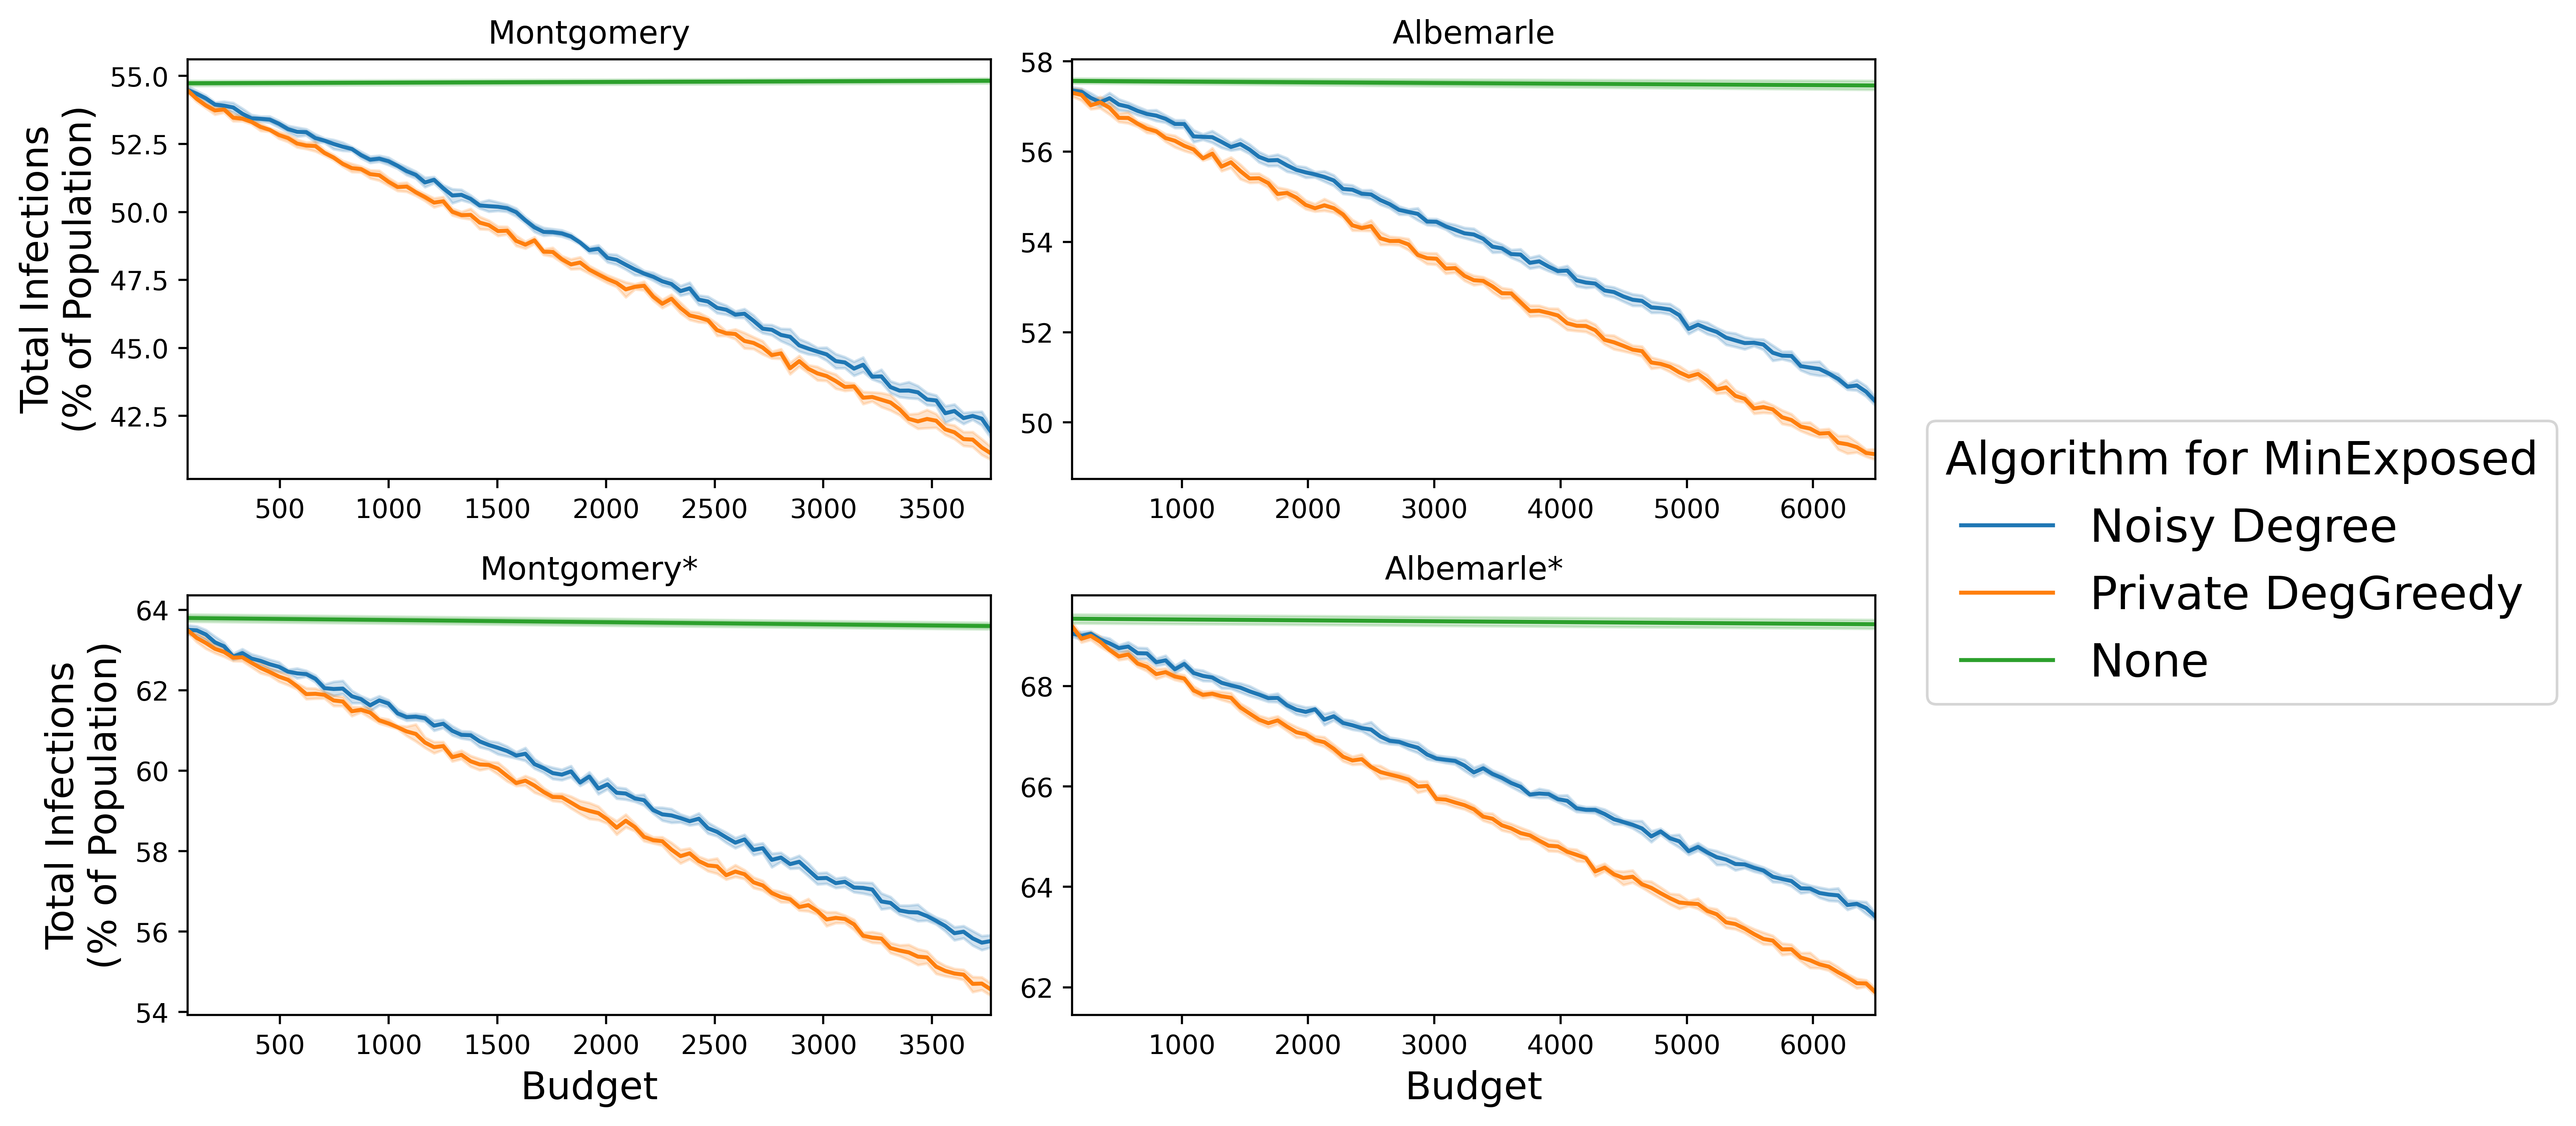 Montgomery
Albemarle
Total Infections
(% of Population)
55.0
52.5
50.0
47.5
45.0
42.5
500 1000 1500 2000 2500 3000 3500
58
56
54
52
50
1000 2000 3000 4000 5000 6000
Montgomery*
Albemarle*
Total Infections
(% of Population)
64
62
60
58
56
54
500 1000 1500 2000 2500 3000 3500
Budget
68
66
64
62
1000 2000 3000 4000 5000 6000
Budget
Algorithm for MinExposed
Noisy Degree
Private DegGreedy
None